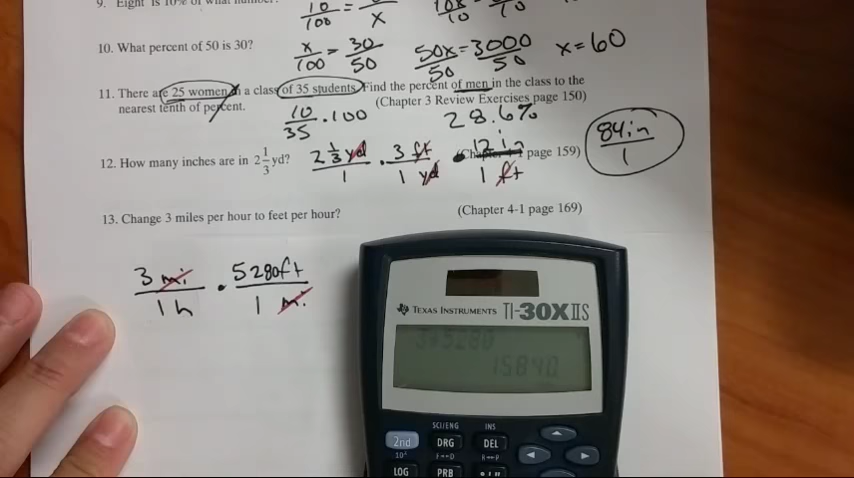 9. Eight is 10% of what number?
10/100 = x
10. What percent of 50 is 30?
x/100 = 30/50 50x/50 = 3000/50 x = 60
11. There are 25 women in a class of 35 students. Find the percent of men in the class to the
nearest tenth of percent. (Chapter 3 Review Exercises page 150)
10/35 · 100 28.6%
12. How many inches are in 2 1/3 yd? 2 1/3 yd/1 · 3 ft/1 yd · 12 in/1 ft page 159) 84 in/1
13. Change 3 miles per hour to feet per hour? (Chapter 4-1 page 169)
3 mi/1 h · 5280ft/1 mi
TEXAS INSTRUMENTS TI-30X IIS
3*5280
15840
SCI/ENG INS
2nd DRG DEL
LOG PRB